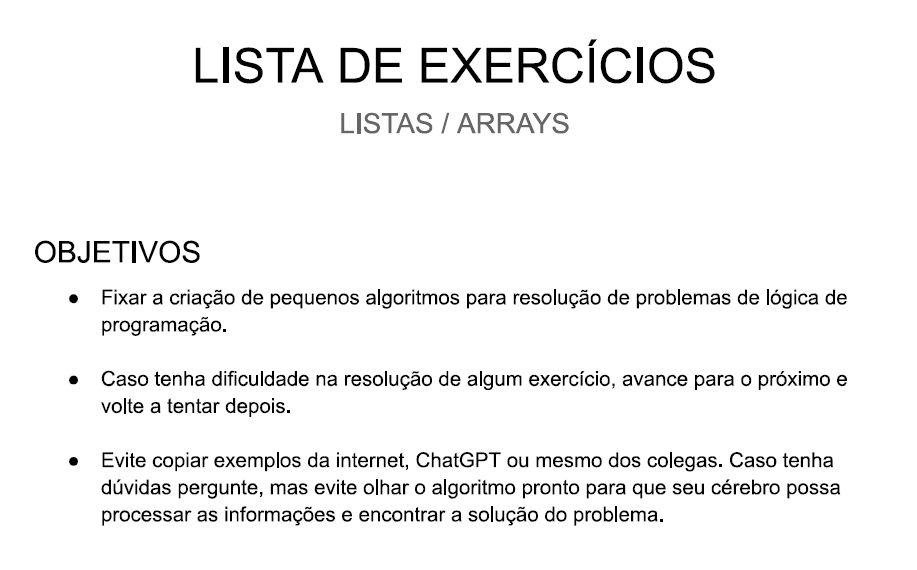 LISTA DE EXERCÍCIOS
LISTAS / ARRAYS
OBJETIVOS
● Fixar a criação de pequenos algoritmos para resolução de problemas de lógica de
programação.
● Caso tenha dificuldade na resolução de algum exercício, avance para o próximo e
volte a tentar depois.
● Evite copiar exemplos da internet, ChatGPT ou mesmo dos colegas. Caso tenha
dúvidas pergunte, mas evite olhar o algoritmo pronto para que seu cérebro possa
processar as informações e encontrar a solução do problema.